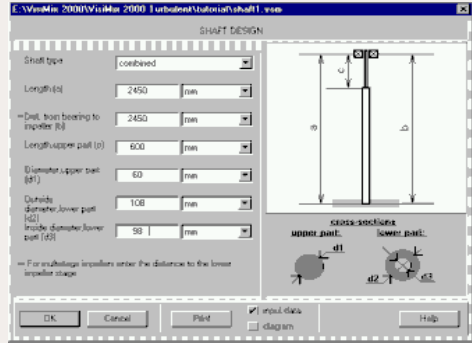 E:\VisiMix 2000\VisiMix 2000 Turbulent\tutorial\shaft1.vsm
SHAFT DESIGN
Shaft type combined
Length (a) 2450 mm
**Dist. from bearing to impeller (b) 2450 mm
Length, upper part (c) 600 mm
Diameter, upper part (d1) 60 mm
Outside diameter, lower part (d2) 108 mm
Inside diameter, lower part (d3) 98 mm
** For multistage impellers enter the distance to the lower impeller stage
a
c
b
cross-sections
upper part: lower part:
d1
d2 d3
OK Cancel Print input data diagram Help